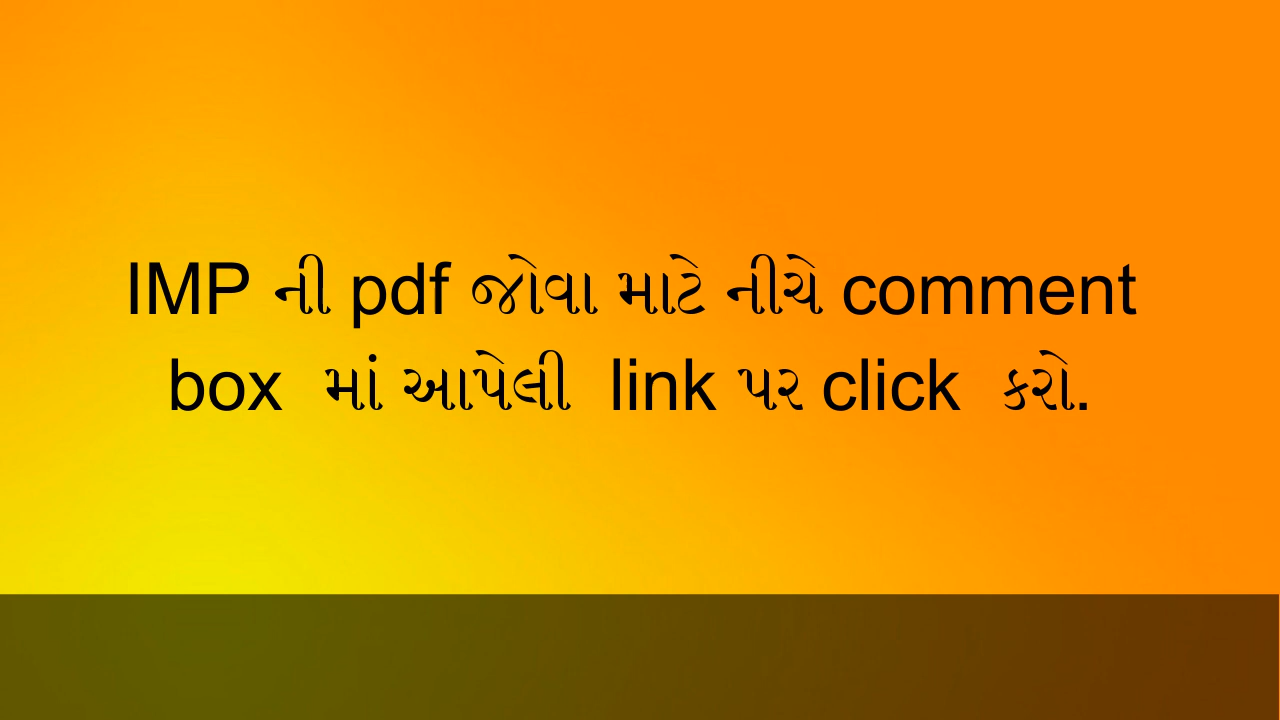 IMP ની pdf જોવા માટે નીચે comment
box માં આપેલી link પર click કરો.